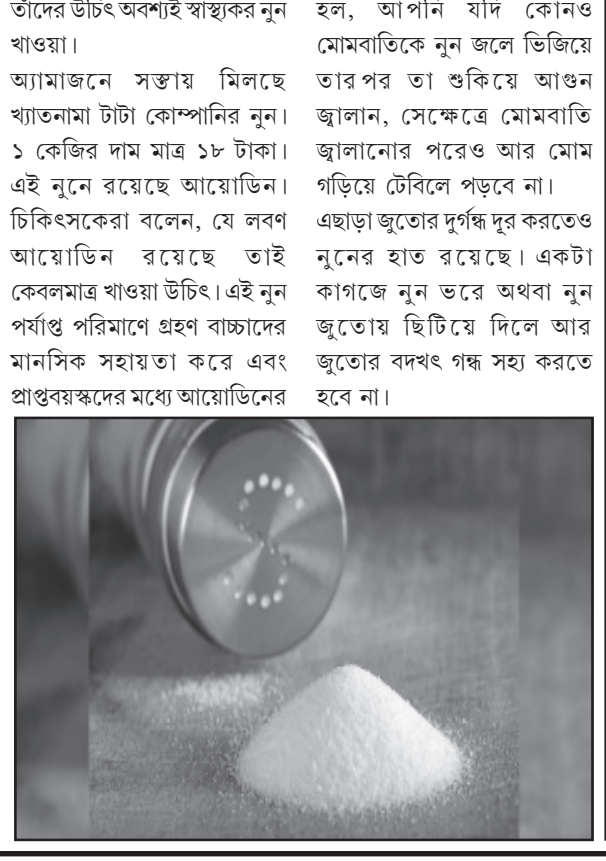 তাঁদের উচিৎ অবশ্যই স্বাস্থ্যকর নুন
খাওয়া।
অ্যামাজনে সস্তায় মিলছে
খ্যাতনামা টাটা কোম্পানির নুন।
১ কেজির দাম মাত্র ১৮ টাকা।
এই নুনে রয়েছে আয়োডিন।
চিকিৎসকেরা বলেন, যে লবণ
আয়োডিন রয়েছে তাই
কেবলমাত্র খাওয়া উচিৎ। এই নুন
পর্যাপ্ত পরিমাণে গ্রহণ বাচ্চাদের
মানসিক সহায়তা করে এবং
প্রাপ্তবয়স্কদের মধ্যে আয়োডিনের
হল, আপনি যদি কোনও
মোমবাতিকে নুন জলে ভিজিয়ে
তারপর তা শুকিয়ে আগুন
জ্বালান, সেক্ষেত্রে মোমবাতি
জ্বালানোর পরেও আর মোম
গড়িয়ে টেবিলে পড়বে না।
এছাড়া জুতোর দুর্গন্ধ দূর করতেও
নুনের হাত রয়েছে। একটা
কাগজে নুন ভরে অথবা নুন
জুতোয় ছিটিয়ে দিলে আর
জুতোর বদখৎ গন্ধ সহ্য করতে
হবে না।